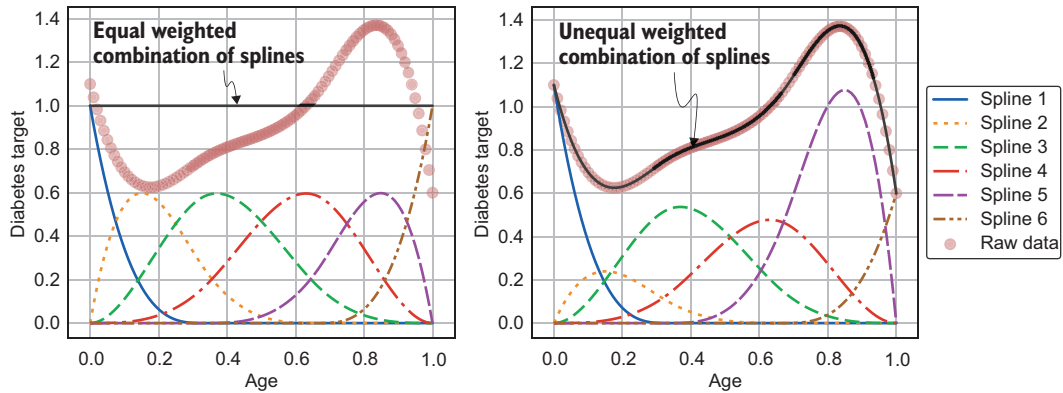 Equal weighted
combination of splines
Diabetes target
1.4
1.2
1.0
0.8
0.6
0.4
0.2
0.0
0.0
0.2
0.4
0.6
0.8
1.0
Age
Unequal weighted
combination of splines
Diabetes target
1.4
1.2
1.0
0.8
0.6
0.4
0.2
0.0
0.0
0.2
0.4
0.6
0.8
1.0
Age
Spline 1
Spline 2
Spline 3
Spline 4
Spline 5
Spline 6
Raw data